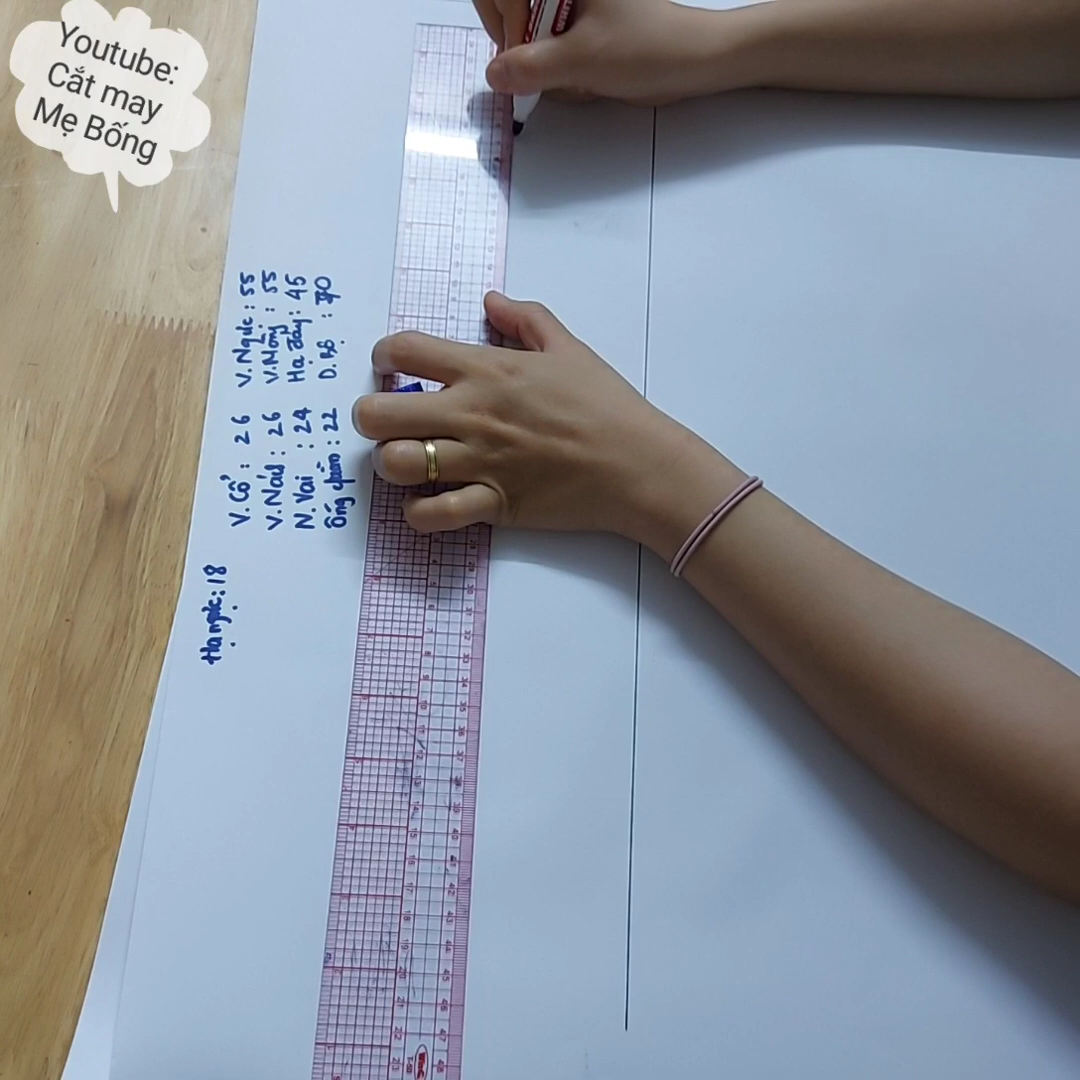 Youtube:
Cắt may
Mẹ Bống
V.Cổ : 26
V.Ngực : 55
V.Nách : 26
V.Mông : 55
N.Vai : 24
Hạ đáy : 45
Ống quần : 22
D.Bộ : 70
Hạ ngực : 18